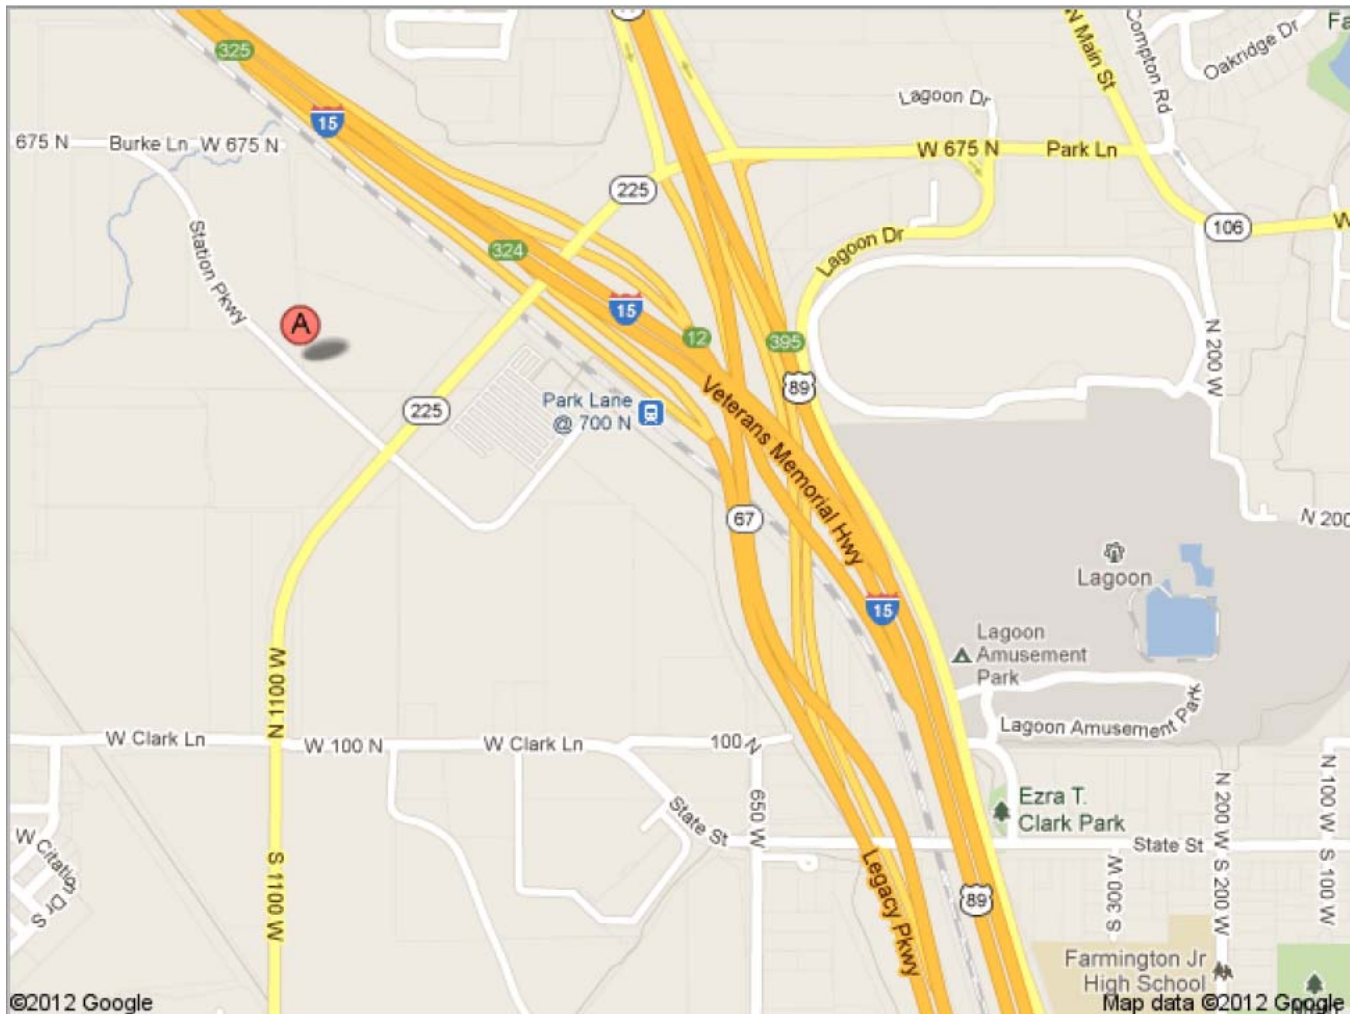 325
15
675 N
Burke Ln
W 675 N
Station Pkwy
A
225
324
15
12
395
89
225
Park Lane
@ 700 N
Veterans Memorial Hwy
67
15
Lagoon Dr
W 675 N
Park Ln
Lagoon Dr
N Main St
Compton Rd
Oakridge Dr
Fa
106
W
N 200 W
N 200
Lagoon
Lagoon
Amusement
Park
Lagoon Amusement Park
N 1100 W
S 1100 W
W Clark Ln
W 100 N
W Clark Ln
100 N
650 W
State St
Legacy Pkwy
89
Ezra T.
Clark Park
State St
S 300 W
N 200 W
S 200 W
N 100 W
S 100 W
W Citation Dr S
Farmington Jr
High School
©2012 Google
Map data ©2012 Google